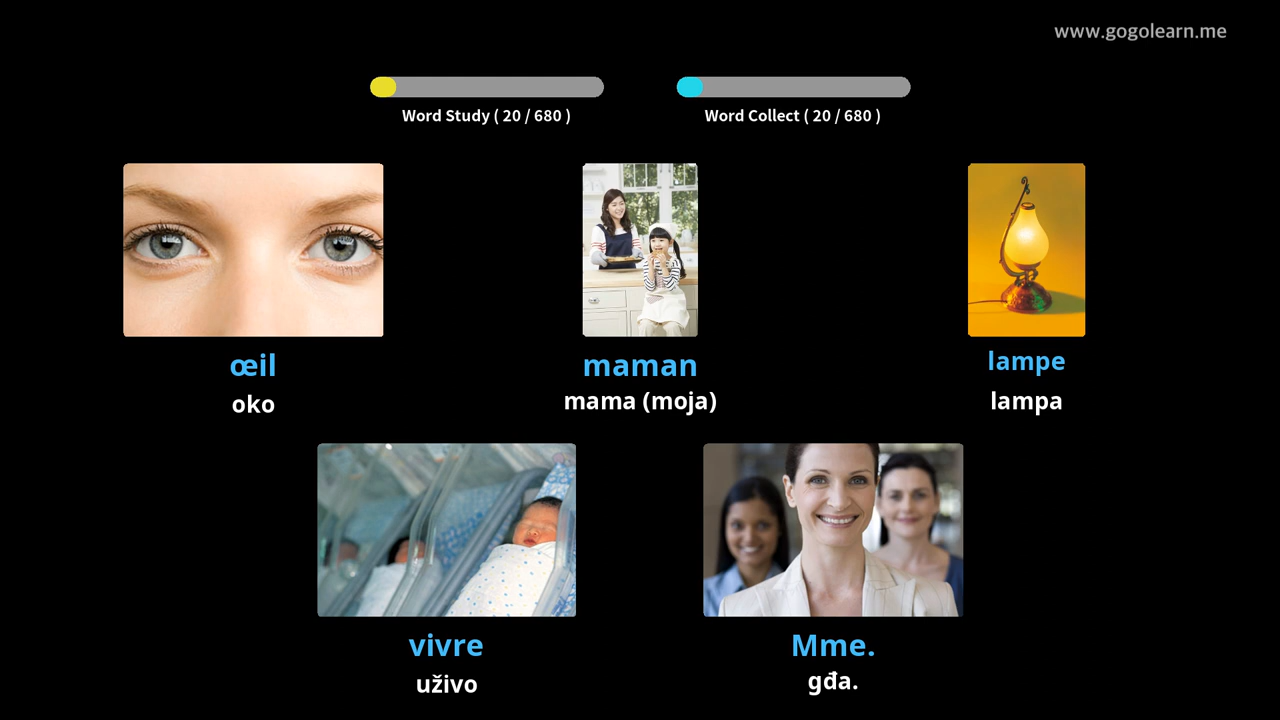 www.gogolearn.me
Word Study ( 20 / 680 )
Word Collect ( 20 / 680 )
œil
oko
maman
mama (moja)
lampe
lampa
vivre
uživo
Mme.
gđa.